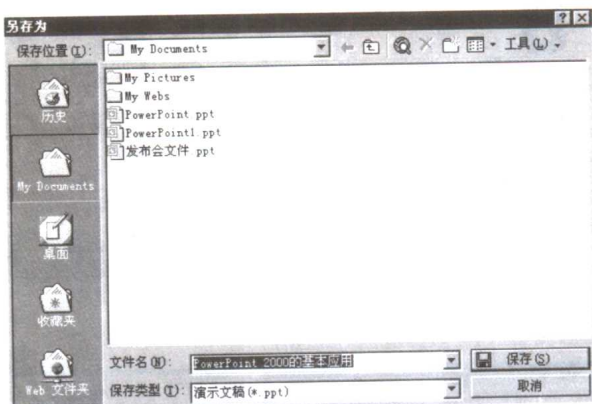 另存为
保存位置(I): My Documents 工具(L)
My Pictures
My Webs
PowerPoint.ppt
PowerPoint1.ppt
发布会文件.ppt
历史
My Documents
桌面
收藏夹
Web 文件夹
文件名(N): PowerPoint 2000的基本应用 保存(S)
保存类型(T): 演示文稿(*.ppt) 取消